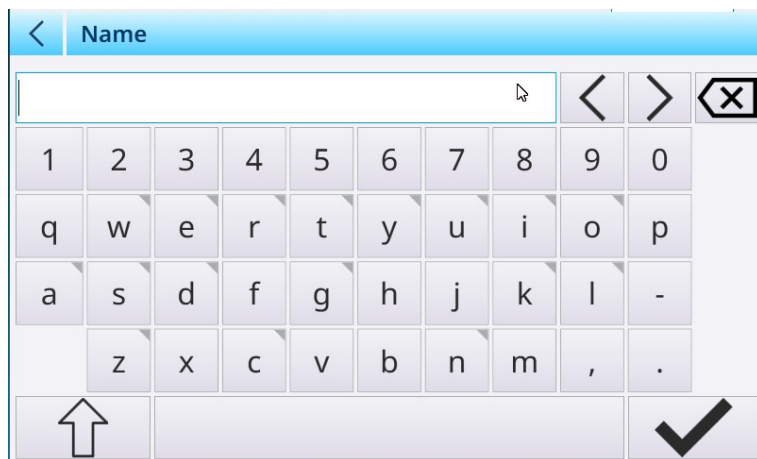 Name
1 2 3 4 5 6 7 8 9 0
q w e r t y u i o p
a s d f g h j k l -
z x c v b n m , .